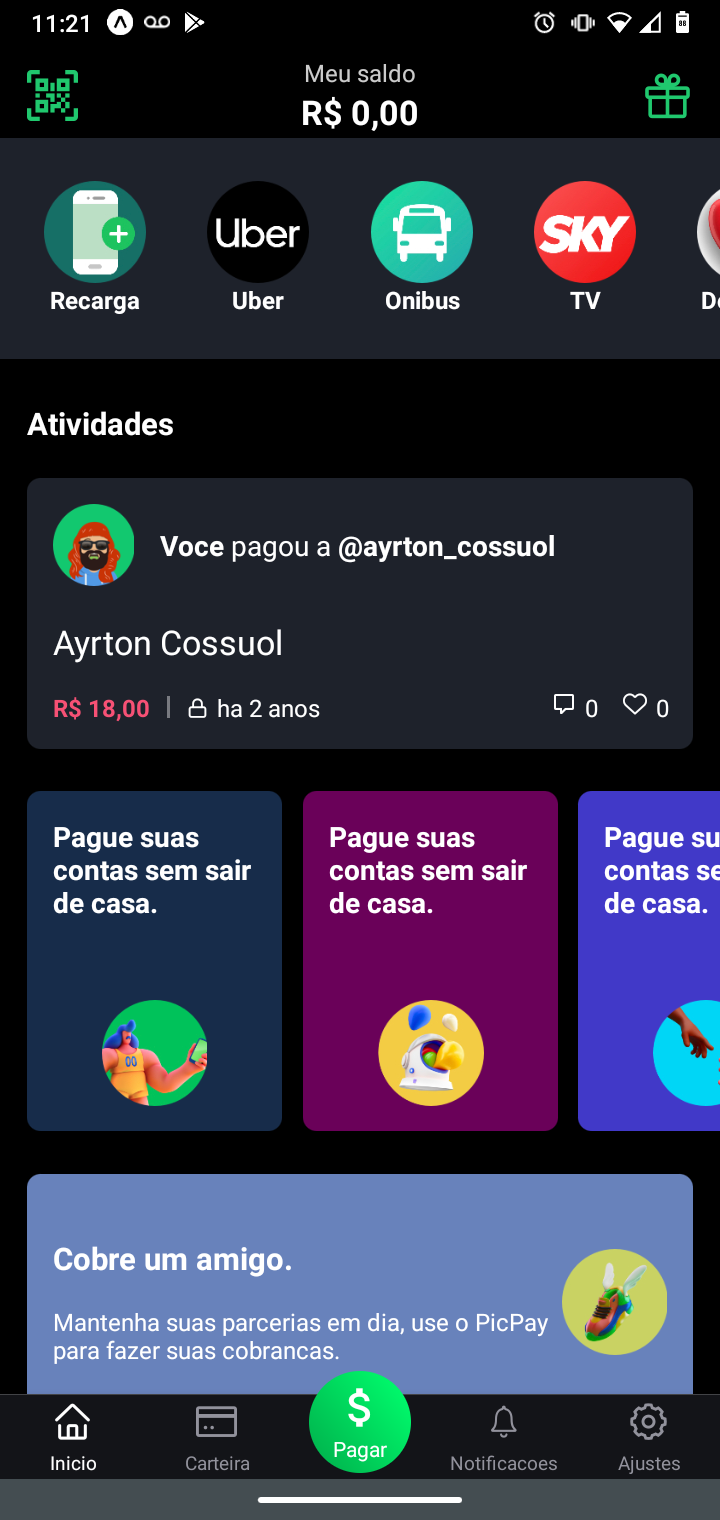 11:21
88
Meu saldo
R$ 0,00
Uber
SKY
Recarga
Uber
Onibus
TV
Atividades
Voce pagou a @ayrton_cossuol
Ayrton Cossuol
R$ 18,00 | ha 2 anos 0 0
Pague suas
contas sem sair
de casa.
Pague suas
contas sem sair
de casa.
Pague su
contas se
de casa.
00
Cobre um amigo.
Mantenha suas parcerias em dia, use o PicPay
para fazer suas cobrancas.
$
Pagar
Inicio
Carteira
Notificacoes
Ajustes